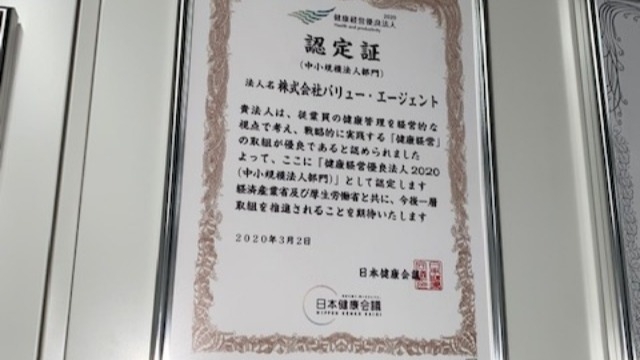 2020
健康経営優良法人
Health and productivity
認定証
(中小規模法人部門)
法人名 株式会社バリュー・エージェント
貴法人は、従業員の健康管理を経営的な
視点で考え、戦略的に実践する「健康経営」
の取組が優良であると認められました
よって、ここに「健康経営優良法人2020
(中小規模法人部門)」として認定します
経済産業省及び厚生労働省と共に、今後一層
取組を推進されることを期待いたします
2020年3月2日
日本健康会議
日本健康会議
NIPPON KENKO KAIGI